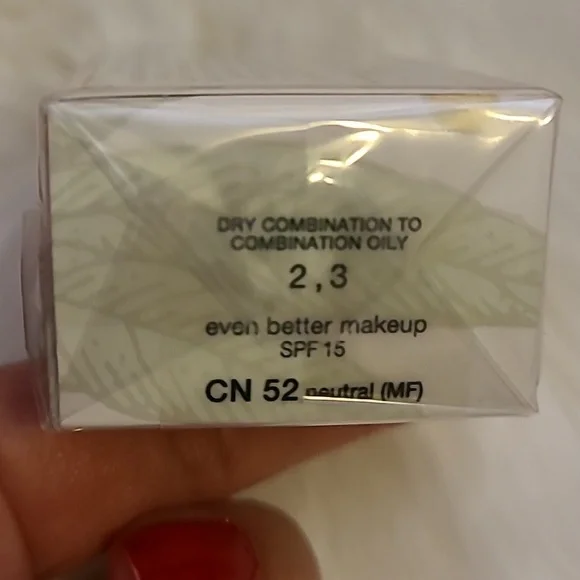 DRY COMBINATION TO
COMBINATION OILY
2,3
even better makeup
SPF 15
CN 52 neutral (MF)